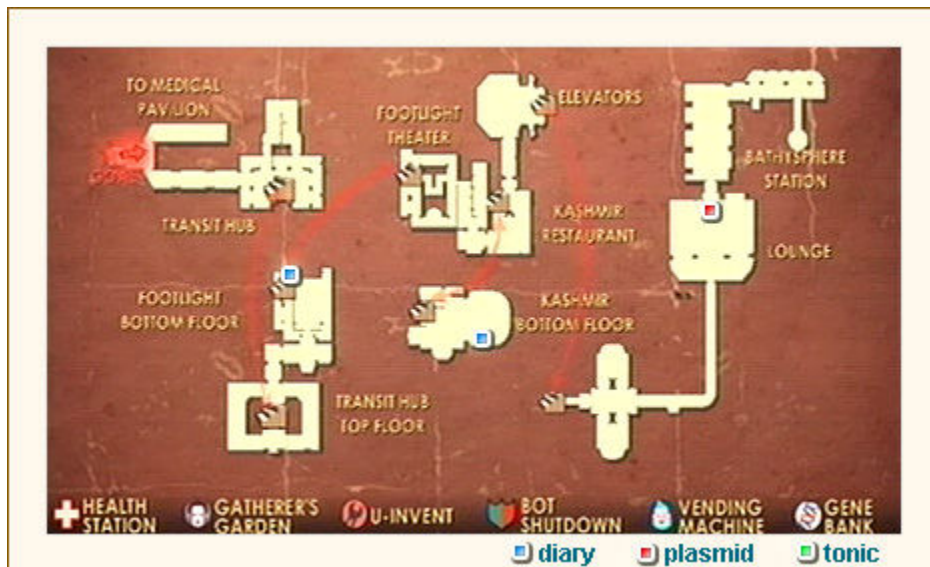 TO MEDICAL
PAVILION
FOOTLIGHT
THEATER
ELEVATORS
BATHYSPHERE
STATION
TRANSIT HUB
KASHMIR
RESTAURANT
LOUNGE
FOOTLIGHT
BOTTOM FLOOR
KASHMIR
BOTTOM FLOOR
TRANSIT HUB
TOP FLOOR
HEALTH
STATION
GATHERER'S
GARDEN
U-INVENT
BOT
SHUTDOWN
VENDING
MACHINE
GENE
BANK
diary
plasmid
tonic